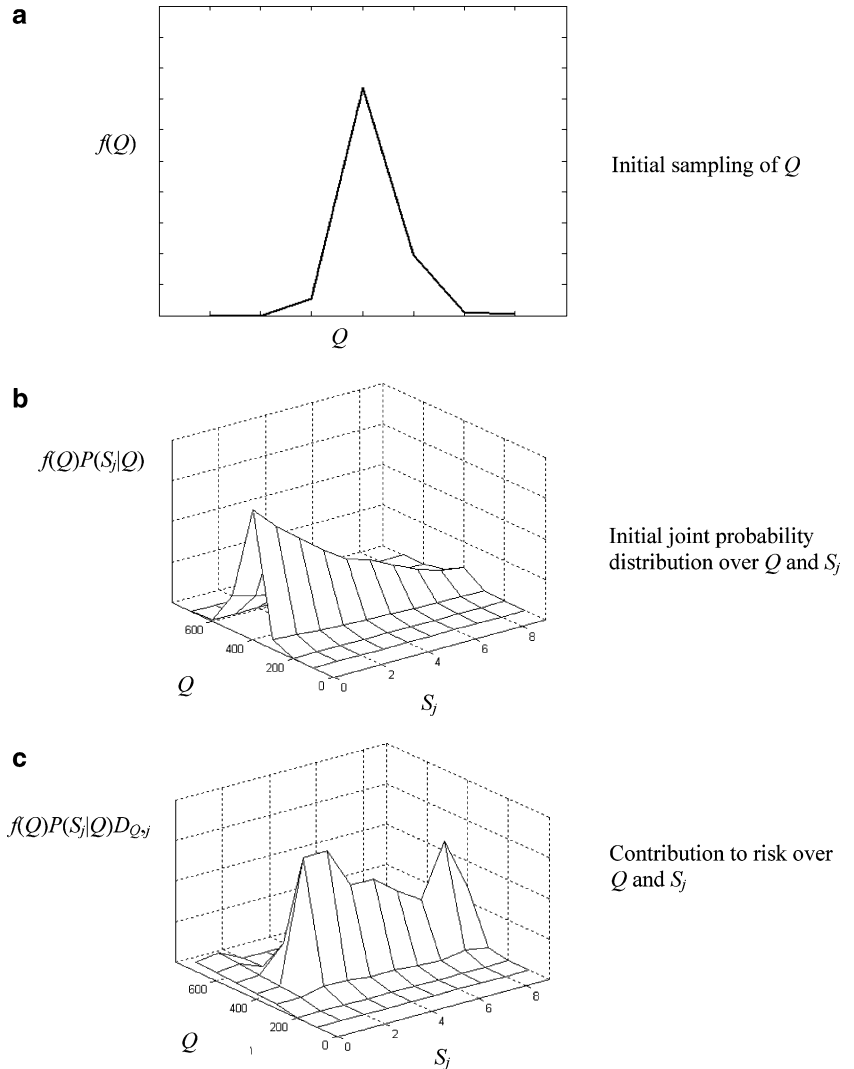 a
f(Q)
Initial sampling of Q
Q
b
f(Q)P(Sj|Q)
Initial joint probability
distribution over Q and Sj
600
400
200
0
0
2
4
6
8
Q
Sj
c
f(Q)P(Sj|Q)DQ,j
Contribution to risk over
Q and Sj
600
400
200
0
0
2
4
6
8
Q
Sj